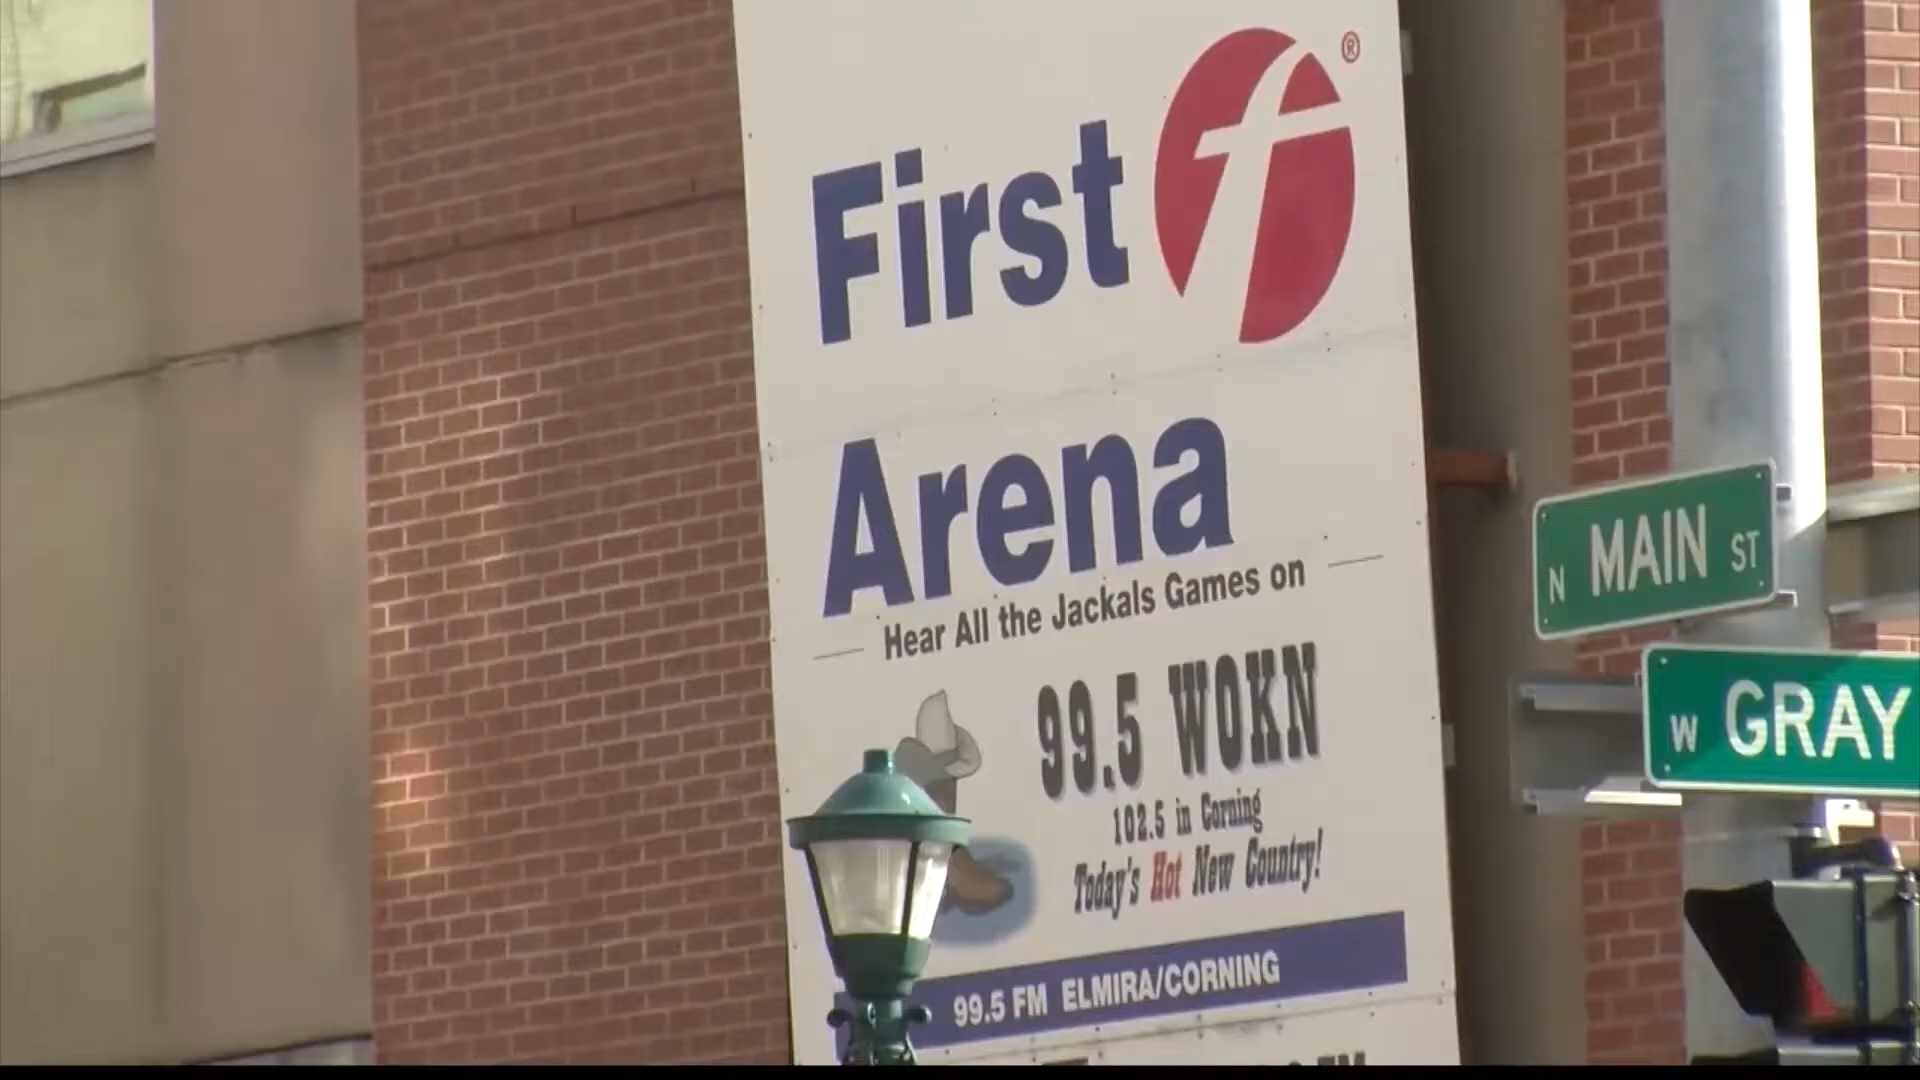 First f ®
Arena
Hear All the Jackals Games on
99.5 WOKN
102.5 in Corning
Today's Hot New Country!
99.5 FM ELMIRA/CORNING
N MAIN ST
W GRAY